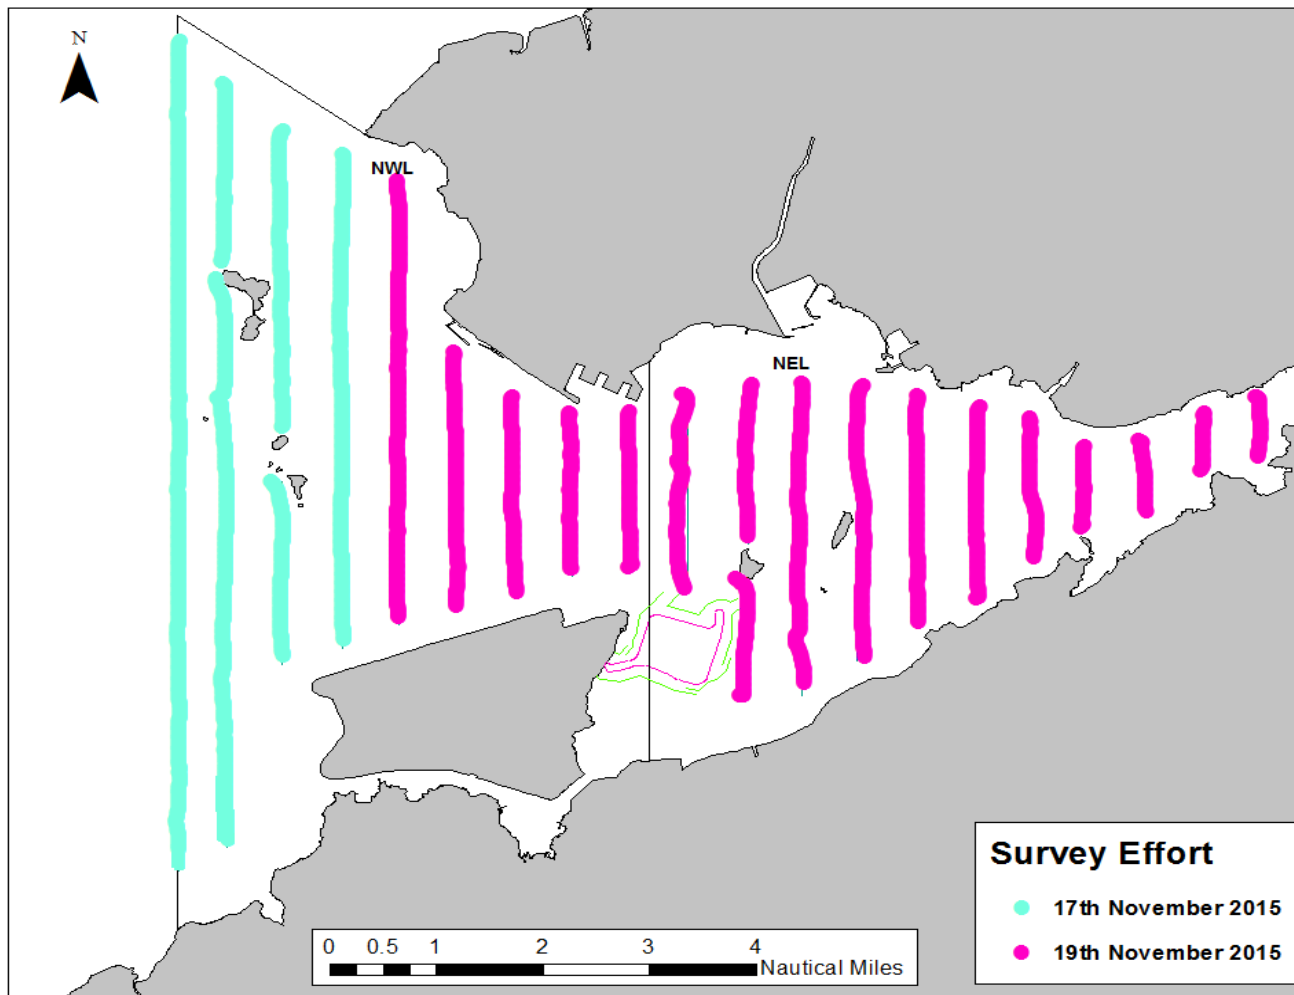 N
NWL
NEL
Survey Effort
17th November 2015
19th November 2015
0 0.5 1 2 3 4
Nautical Miles